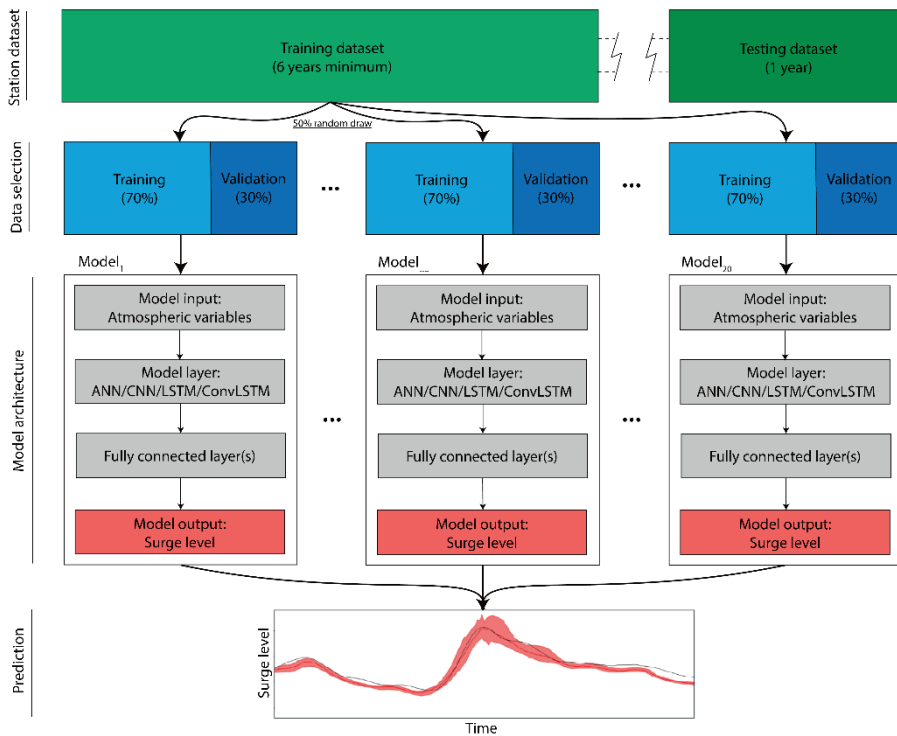 Station dataset
Training dataset
(6 years minimum)
Testing dataset
(1 year)
50% random draw
Data selection
Training
(70%)
Validation
(30%)
...
Training
(70%)
Validation
(30%)
...
Training
(70%)
Validation
(30%)
Model architecture
Model1
Model...
Model20
Model input:
Atmospheric variables
Model layer:
ANN/CNN/LSTM/ConvLSTM
Fully connected layer(s)
Model output:
Surge level
...
Model input:
Atmospheric variables
Model layer:
ANN/CNN/LSTM/ConvLSTM
Fully connected layer(s)
Model output:
Surge level
...
Model input:
Atmospheric variables
Model layer:
ANN/CNN/LSTM/ConvLSTM
Fully connected layer(s)
Model output:
Surge level
Prediction
Surge level
Time